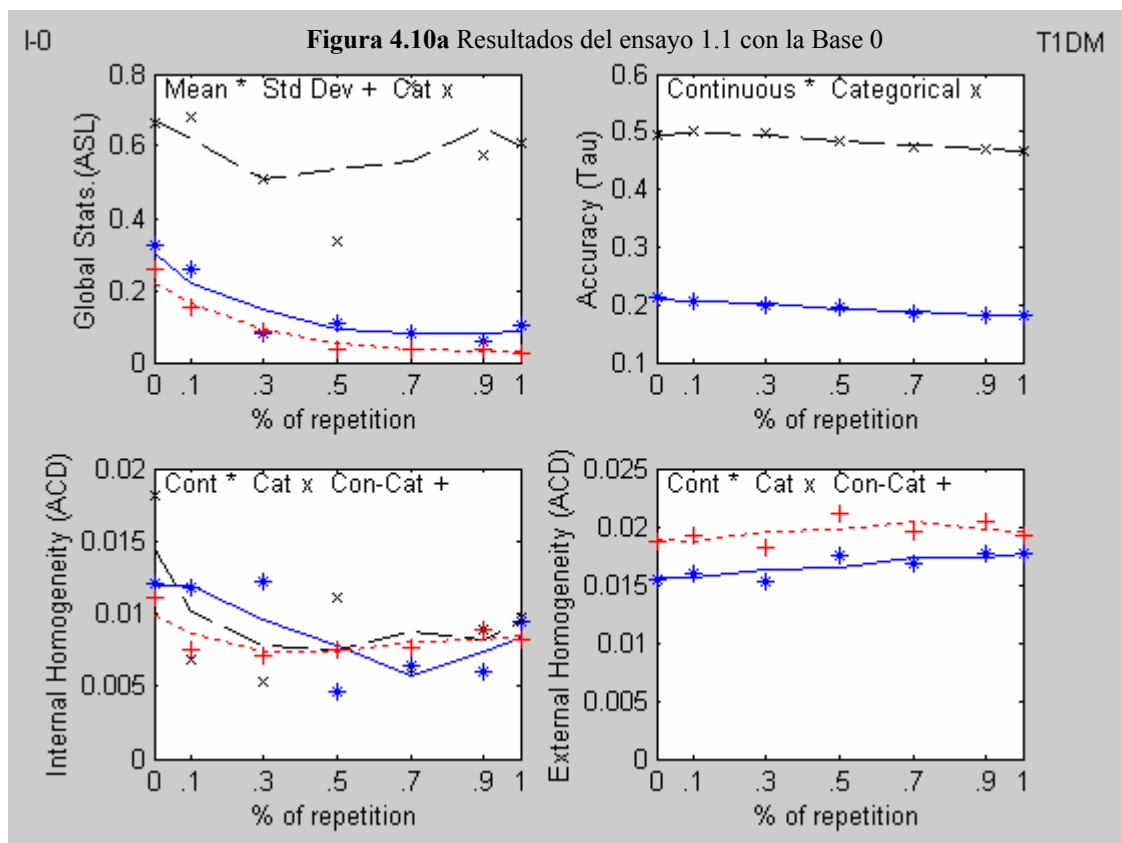 I-0
Figura 4.10a Resultados del ensayo 1.1 con la Base 0
T1DM
Mean * Std Dev + Cat x
Global Stats.(ASL)
0.8
0.6
0.4
0.2
0
0 .1 .3 .5 .7 .9 1
% of repetition
Continuous * Categorical x
Accuracy (Tau)
0.6
0.5
0.4
0.3
0.2
0.1
0 .1 .3 .5 .7 .9 1
% of repetition
Cont * Cat x Con-Cat +
Internal Homogeneity (ACD)
0.02
0.015
0.01
0.005
0
0 .1 .3 .5 .7 .9 1
% of repetition
Cont * Cat x Con-Cat +
External Homogeneity (ACD)
0.025
0.02
0.015
0.01
0.005
0
0 .1 .3 .5 .7 .9 1
% of repetition